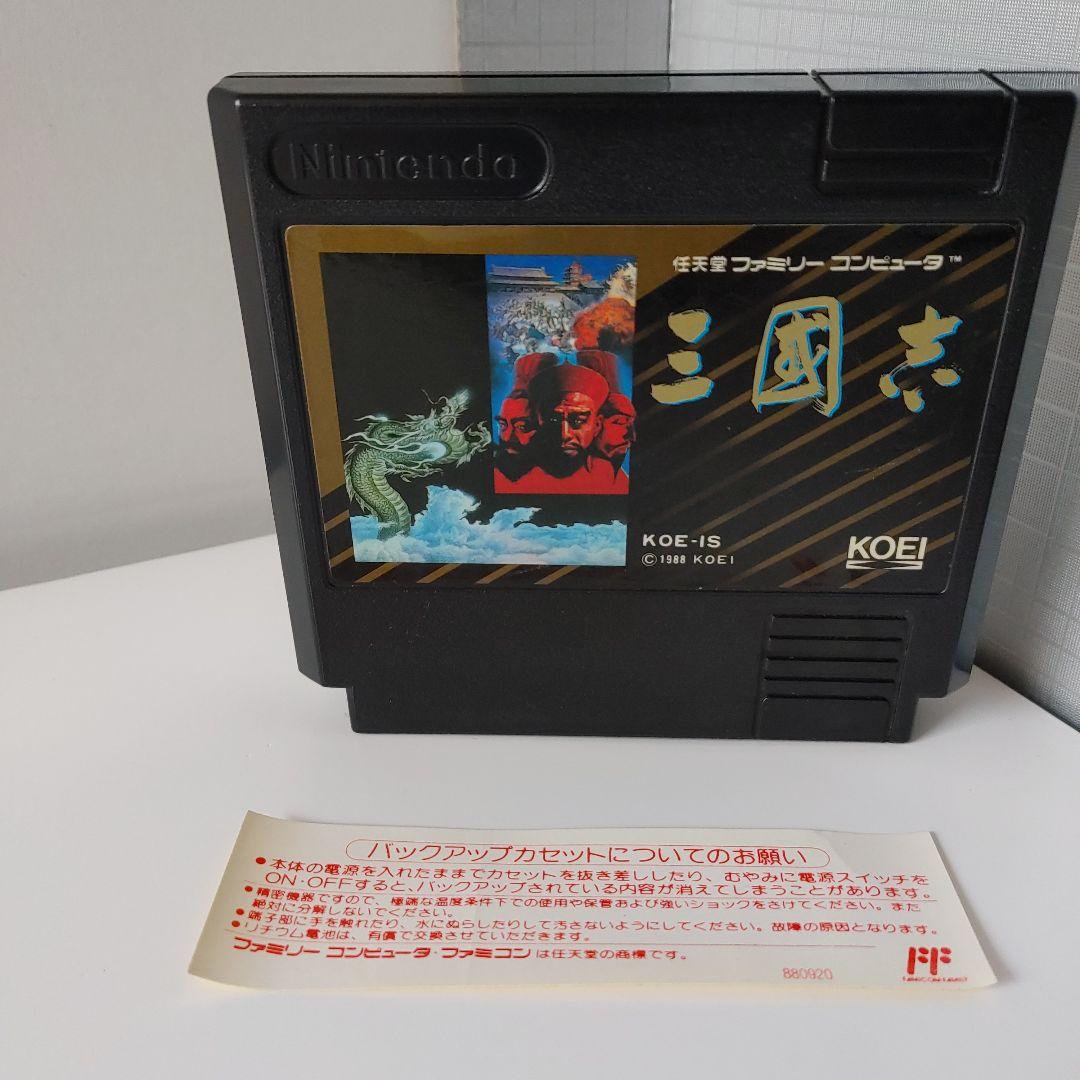 Nintendo
任天堂 ファミリー コンピュータ™
三國志
KOE-IS
©1988 KOEI
KOEI
バックアップカセットについてのお願い
●本体の電源を入れたままでカセットを抜き差ししたり、むやみに電源スイッチを
ON・OFFすると、バックアップされている内容が消えてしまうことがあります。
●精密機器ですので、極端な温度条件下での使用や保管および強いショックをさけてください。また
絶対に分解しないでください。
●端子部に手を触れたり、水にぬらしたりして汚さないようにしてください。故障の原因となります。
●リチウム電池は、有償で交換させていただきます。
ファミリー コンピュータ・ファミコンは任天堂の商標です。
880920